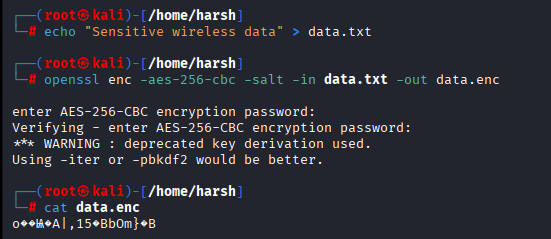 ┌──(root㉿kali)-[/home/harsh]
└─# echo "Sensitive wireless data" > data.txt
┌──(root㉿kali)-[/home/harsh]
└─# openssl enc -aes-256-cbc -salt -in data.txt -out data.enc
enter AES-256-CBC encryption password:
Verifying - enter AES-256-CBC encryption password:
*** WARNING : deprecated key derivation used.
Using -iter or -pbkdf2 would be better.
┌──(root㉿kali)-[/home/harsh]
└─# cat data.enc
�A|,15�BbOm}�B